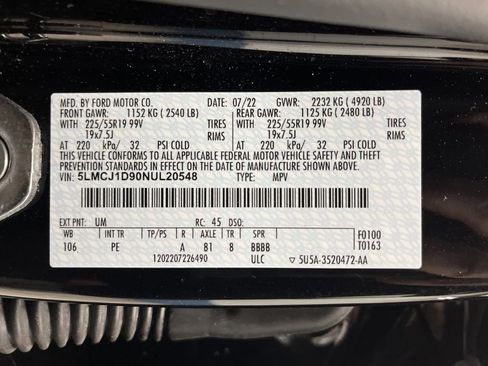 MFD. BY FORD MOTOR CO. DATE: 07/22 GVWR: 2232 KG ( 4920 LB)
FRONT GAWR: 1152 KG ( 2540 LB) REAR GAWR: 1125 KG ( 2480 LB)
WITH 225/55R19 99V WITH 225/55R19 99V
19x7.5J 19x7.5J
AT 220 kPa/ 32 PSI COLD AT 220 kPa/ 32 PSI COLD
THIS VEHICLE CONFORMS TO ALL APPLICABLE FEDERAL MOTOR VEHICLE SAFETY AND BUMPER
STANDARDS IN EFFECT ON THE DATE OF MANUFACTURE SHOWN ABOVE.
VIN: 5LMCJ1D90NUL20548 TYPE: MPV
EXT PNT: UM RC: 45 DSO:
WB INT TR TP/PS R AXLE TR SPR F0100
106 PE A 81 8 BBBB T0163
1202207226490 ULC 5U5A-3520472-AA